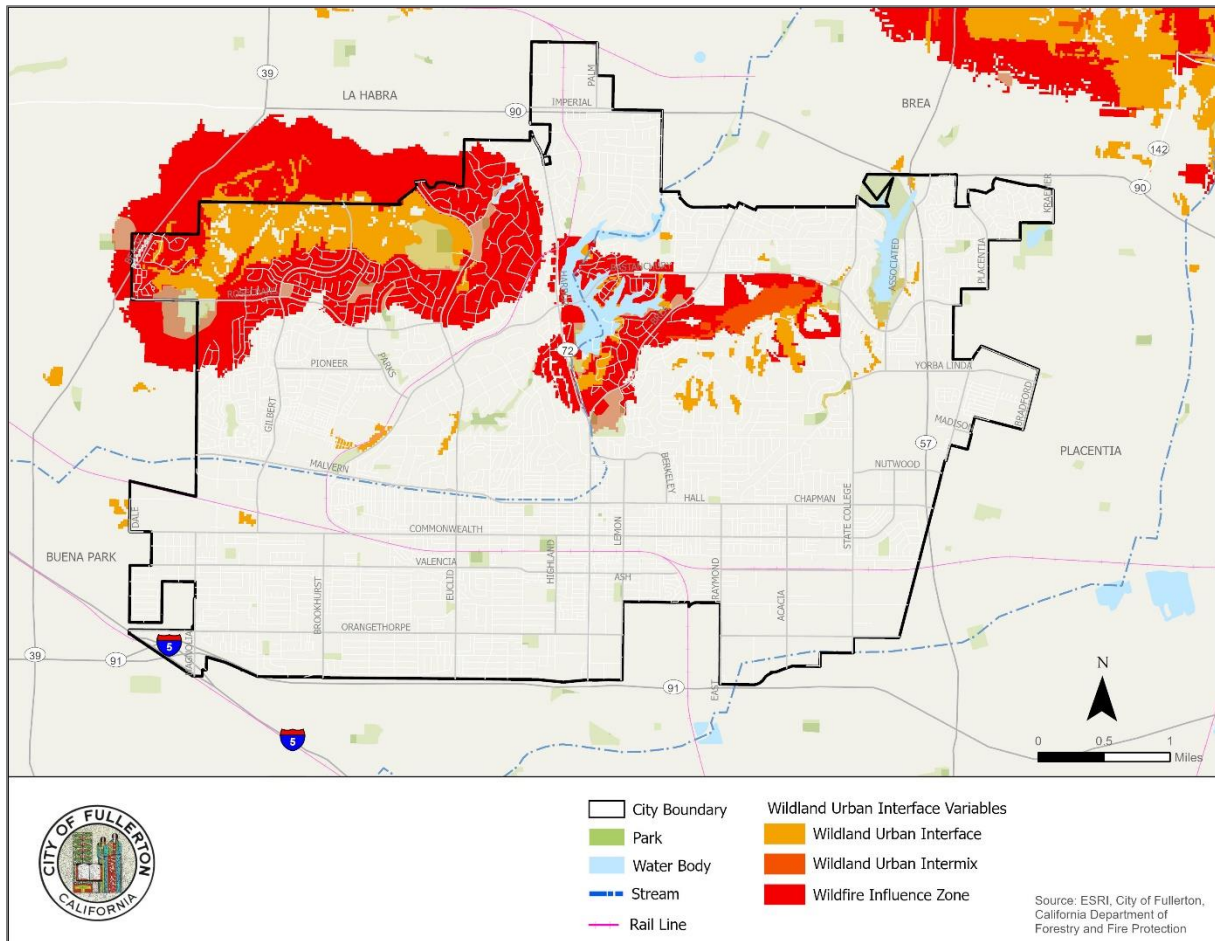 39
LA HABRA
PALM
90
IMPERIAL
BREA
142
90
KRAEMER
ASSOCIATED
PLACENTIA
ROSECRANS
BASTANCHURY
HARBOR
72
PIONEER
PARKS
GILBERT
YORBA LINDA
BRADFORD
MADISON
57
PLACENTIA
MALVERN
BERKELEY
NUTWOOD
HALL
CHAPMAN
STATE COLLEGE
DALE
COMMONWEALTH
LEMON
BUENA PARK
VALENCIA
HIGHLAND
EUCLID
ASH
RAYMOND
ACACIA
BROOKHURST
ORANGETHORPE
MAGNOLIA
5
39
91
91
EAST
5
N
0 0.5 1
Miles
CITY OF FULLERTON
CALIFORNIA
City Boundary
Park
Water Body
Stream
Rail Line
Wildland Urban Interface Variables
Wildland Urban Interface
Wildland Urban Intermix
Wildfire Influence Zone
Source: ESRI, City of Fullerton,
California Department of
Forestry and Fire Protection